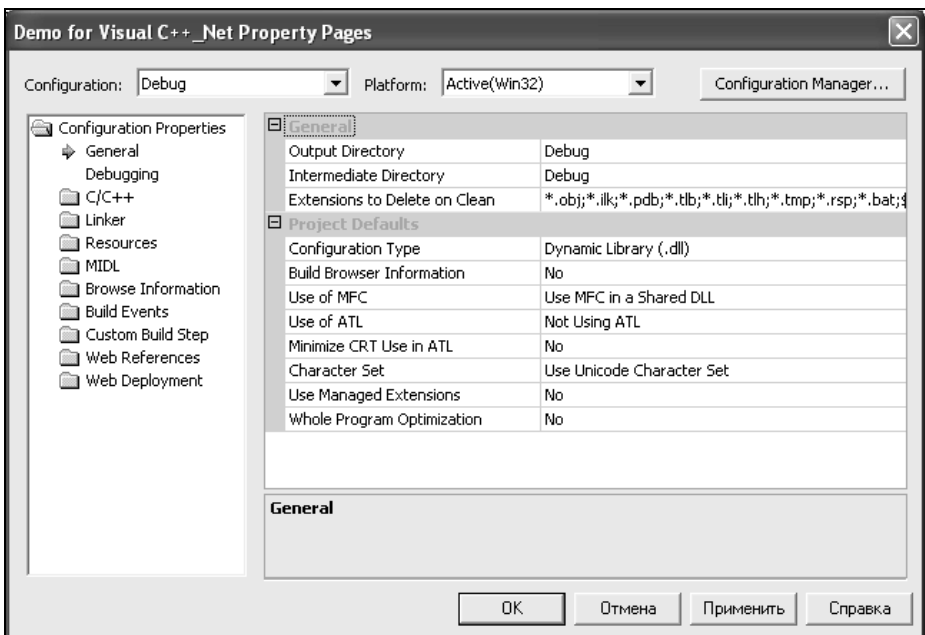 Demo for Visual C++_Net Property Pages
Configuration: Debug Platform: Active(Win32) Configuration Manager...
Configuration Properties
General
Debugging
C/C++
Linker
Resources
MIDL
Browse Information
Build Events
Custom Build Step
Web References
Web Deployment
General
Output Directory Debug
Intermediate Directory Debug
Extensions to Delete on Clean *.obj;*.ilk;*.pdb;*.tlb;*.tli;*.tlh;*.tmp;*.rsp;*.bat;$
Project Defaults
Configuration Type Dynamic Library (.dll)
Build Browser Information No
Use of MFC Use MFC in a Shared DLL
Use of ATL Not Using ATL
Minimize CRT Use in ATL No
Character Set Use Unicode Character Set
Use Managed Extensions No
Whole Program Optimization No
General
OK Отмена Применить Справка